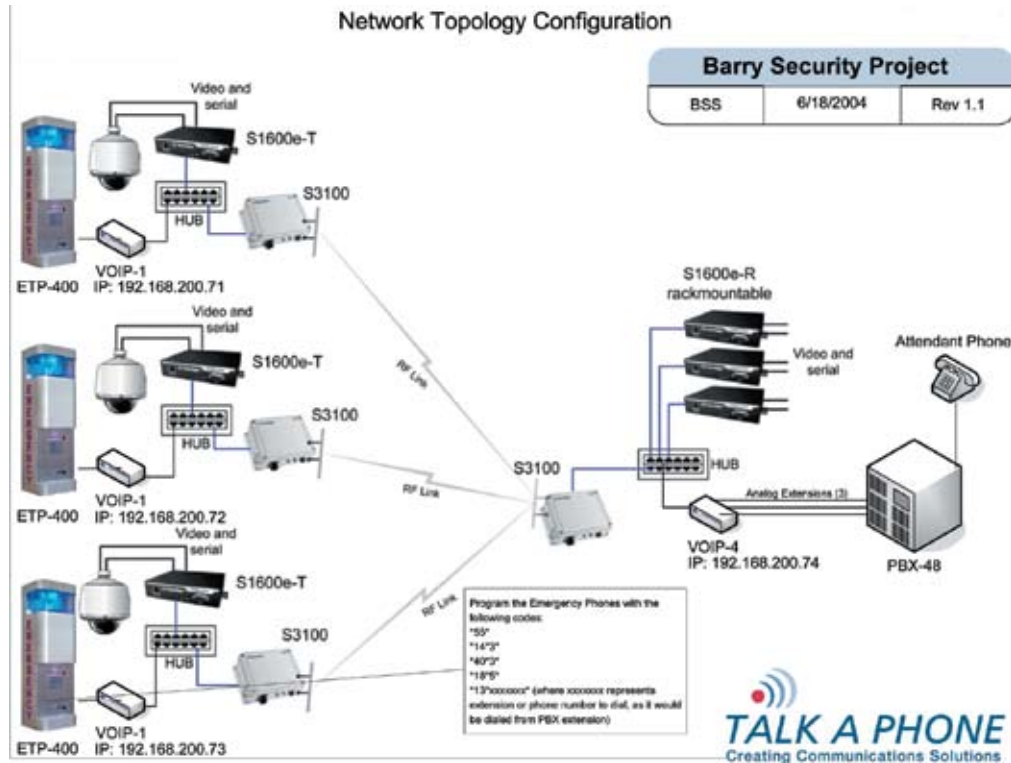 Network Topology Configuration
Barry Security Project
BSS
6/18/2004
Rev 1.1
Video and
serial
S1600e-T
S3100
HUB
VOIP-1
ETP-400
IP: 192.168.200.71
Video and
serial
S1600e-T
S3100
HUB
VOIP-1
ETP-400
IP: 192.168.200.72
Video and
serial
S1600e-T
S3100
HUB
VOIP-1
ETP-400
IP: 192.168.200.73
RF Link
RF Link
RF Link
S3100
S1600e-R
rackmountable
Video and
serial
HUB
Attendant Phone
Analog Extensions (3)
VOIP-4
IP: 192.168.200.74
PBX-48
Program the Emergency Phones with the
following codes:
*55*
*14*3*
*40*3*
*18*5*
*13*xxxxxxx* (where xxxxxxx represents
extension or phone number to dial, as it would
be dialed from PBX extension)
TALK A PHONE
Creating Communications Solutions